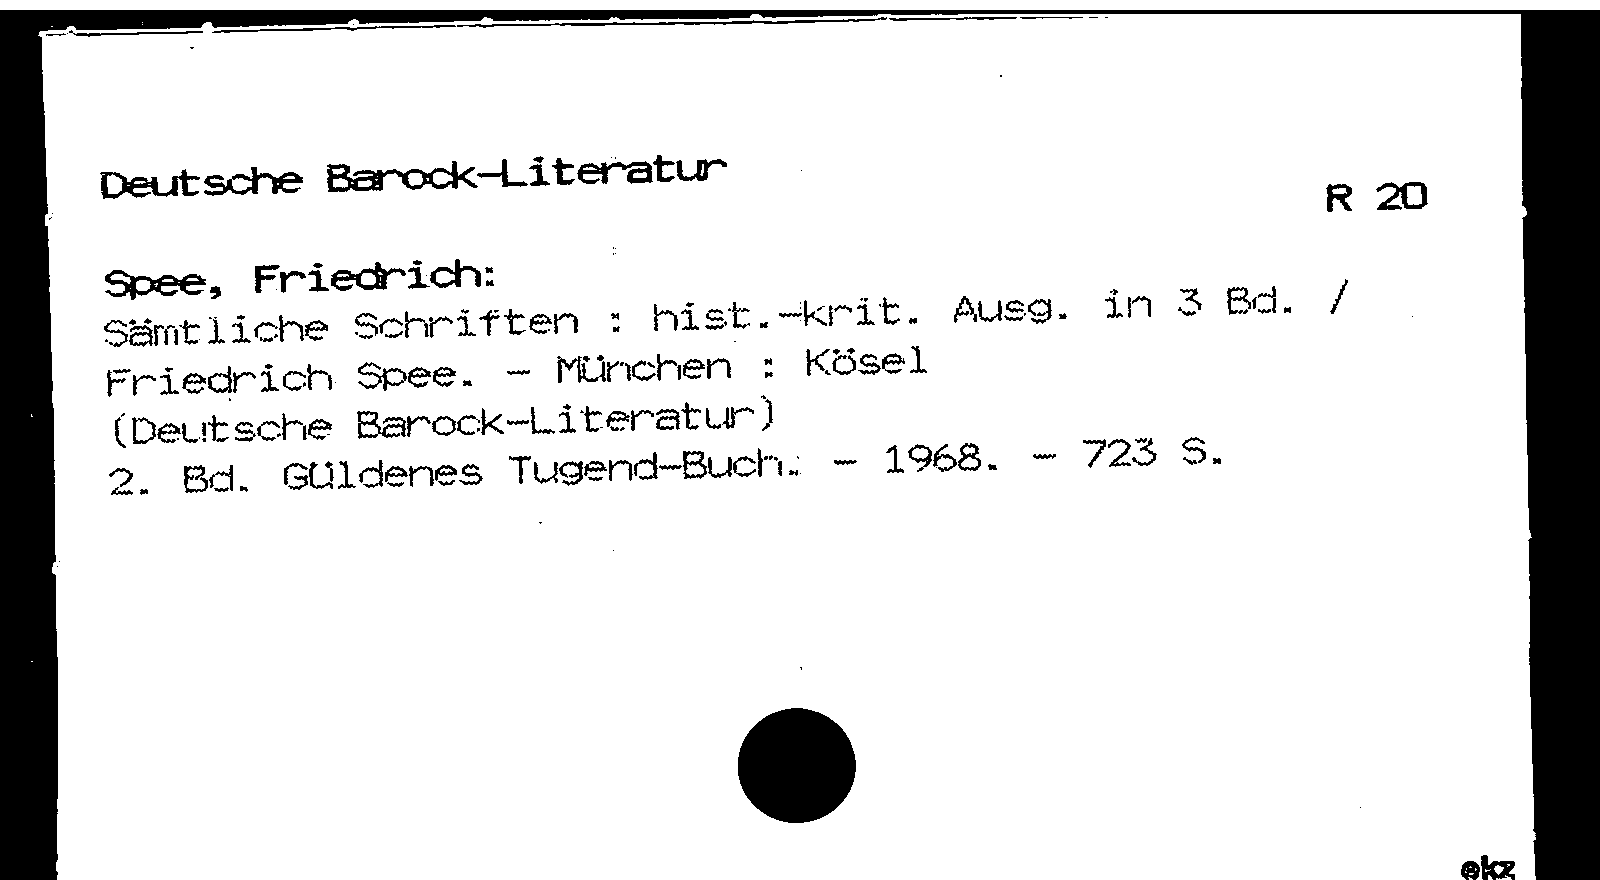 Deutsche Barock-Literatur
R 20
Spee, Friedrich:
Sämtliche Schriften : hist.-krit. Ausg. in 3 Bd. /
Friedrich Spee. - München : Kösel
(Deutsche Barock-Literatur)
2. Bd. Güldenes Tugend-Buch. - 1968. - 723 S.
ekz